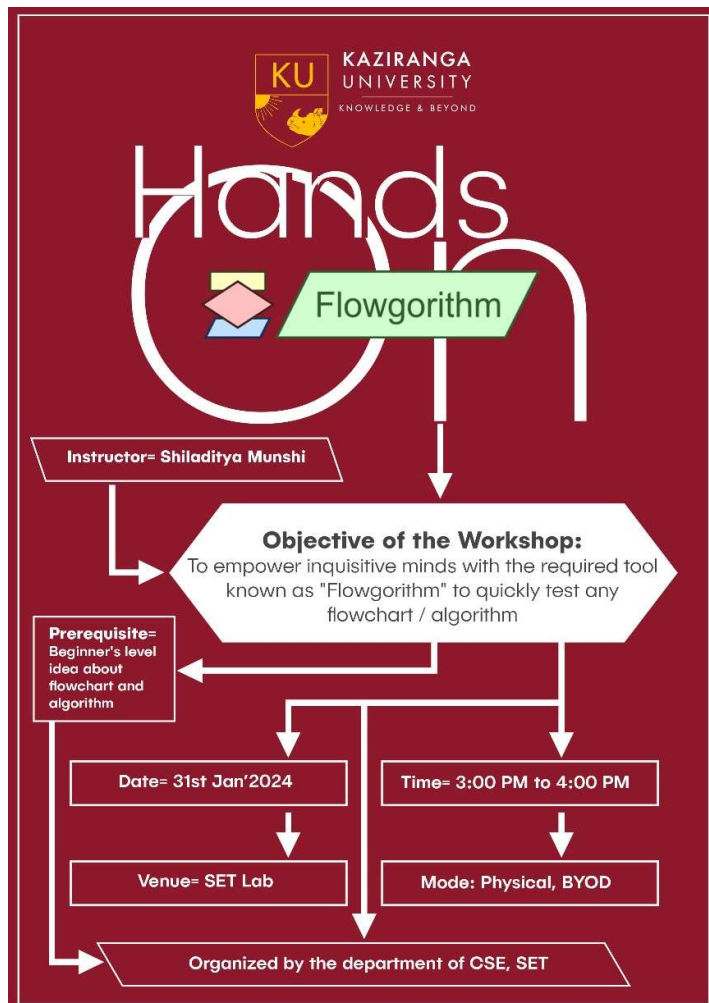 KU
KAZIRANGA
UNIVERSITY
KNOWLEDGE & BEYOND
Hands
On
Flowgorithm
Instructor= Shiladitya Munshi
Objective of the Workshop:
To empower inquisitive minds with the required tool
known as "Flowgorithm" to quickly test any
flowchart / algorithm
Prerequisite=
Beginner's level
idea about
flowchart and
algorithm
Date= 31st Jan'2024
Time= 3:00 PM to 4:00 PM
Venue= SET Lab
Mode: Physical, BYOD
Organized by the department of CSE, SET